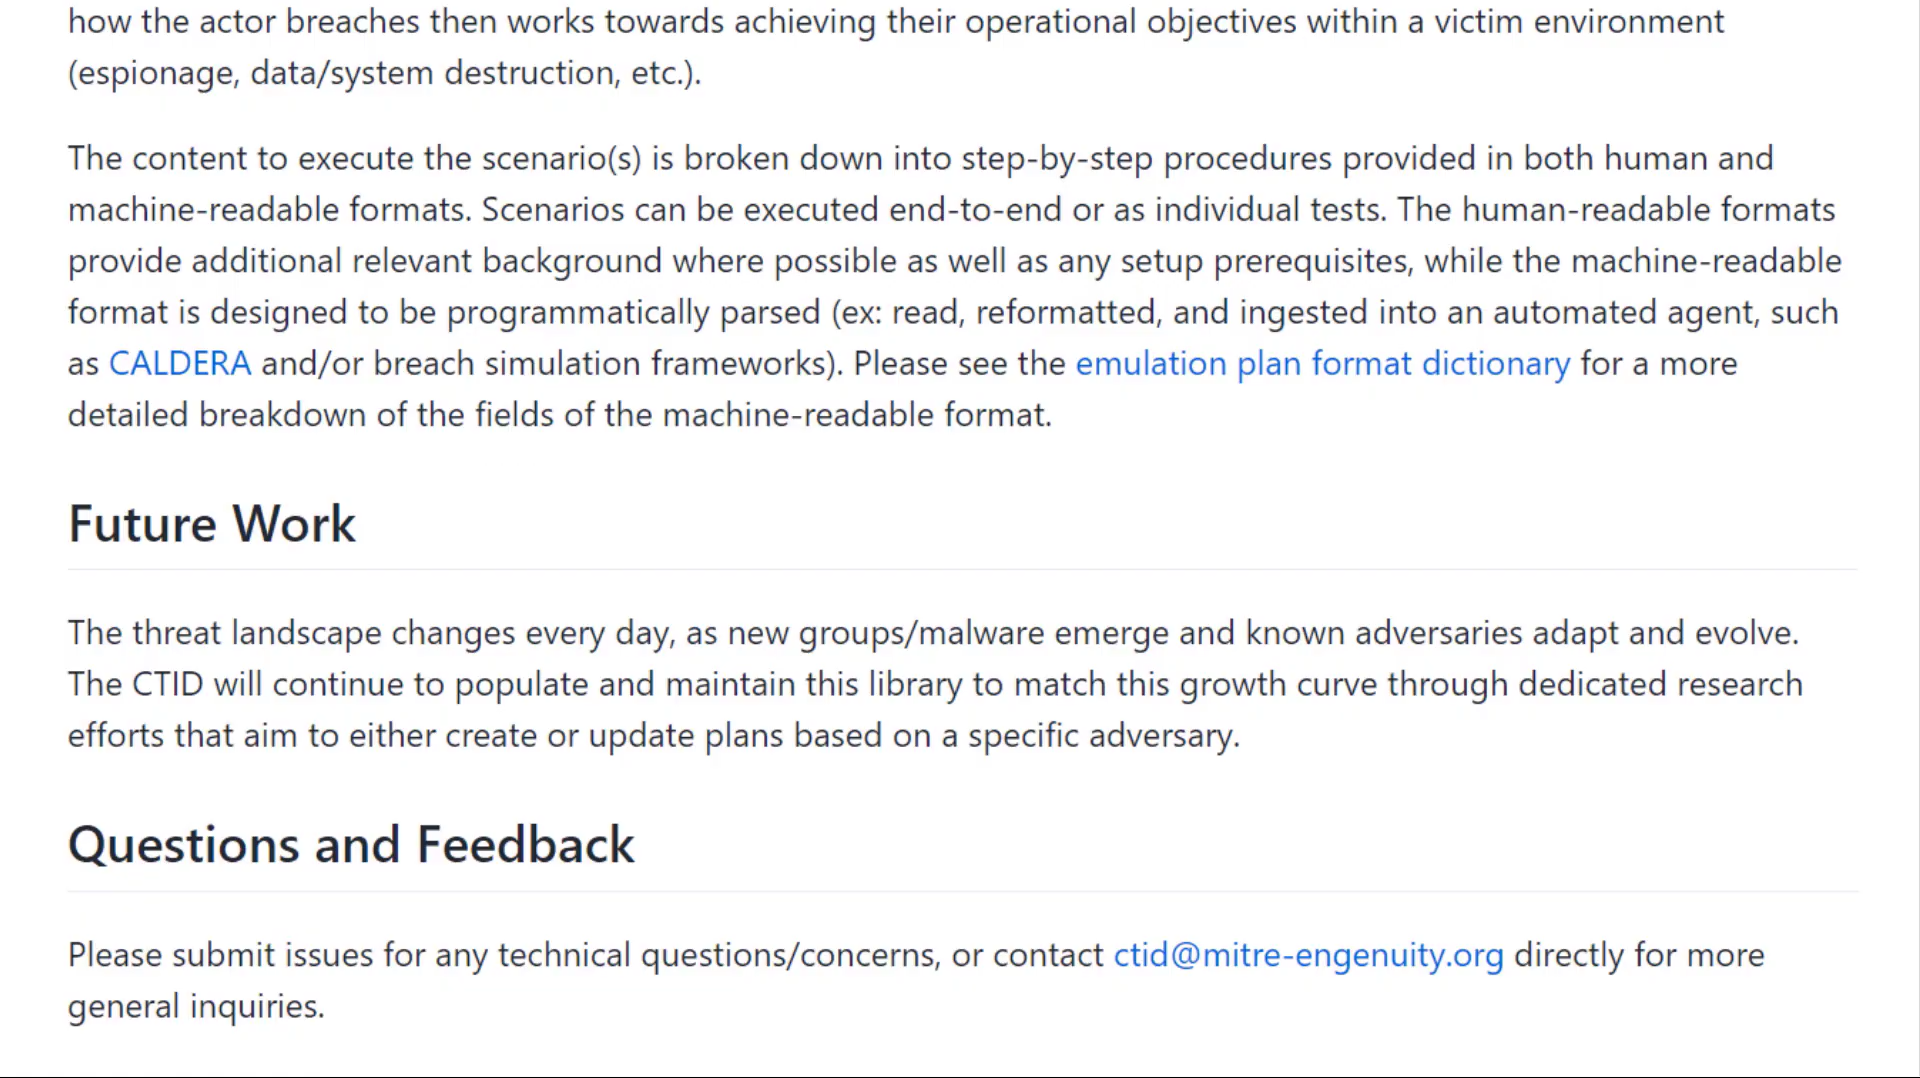 how the actor breaches then works towards achieving their operational objectives within a victim environment
(espionage, data/system destruction, etc.).
The content to execute the scenario(s) is broken down into step-by-step procedures provided in both human and
machine-readable formats. Scenarios can be executed end-to-end or as individual tests. The human-readable formats
provide additional relevant background where possible as well as any setup prerequisites, while the machine-readable
format is designed to be programmatically parsed (ex: read, reformatted, and ingested into an automated agent, such
as CALDERA and/or breach simulation frameworks). Please see the emulation plan format dictionary for a more
detailed breakdown of the fields of the machine-readable format.
Future Work
The threat landscape changes every day, as new groups/malware emerge and known adversaries adapt and evolve.
The CTID will continue to populate and maintain this library to match this growth curve through dedicated research
efforts that aim to either create or update plans based on a specific adversary.
Questions and Feedback
Please submit issues for any technical questions/concerns, or contact ctid@mitre-engenuity.org directly for more
general inquiries.